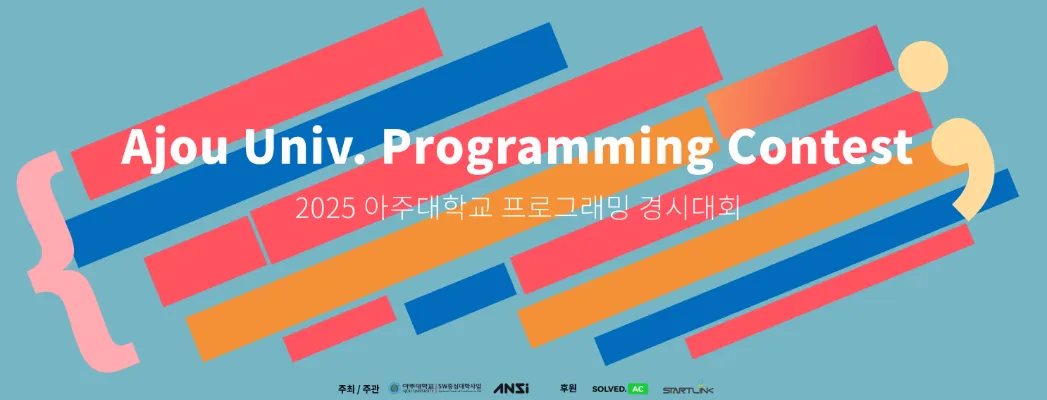 Ajou Univ. Programming Contest
2025 아주대학교 프로그래밍 경시대회
주최 / 주관 아주대학교 SW중심대학사업 ANSI 후원 SOLVED.AC STARTLINK